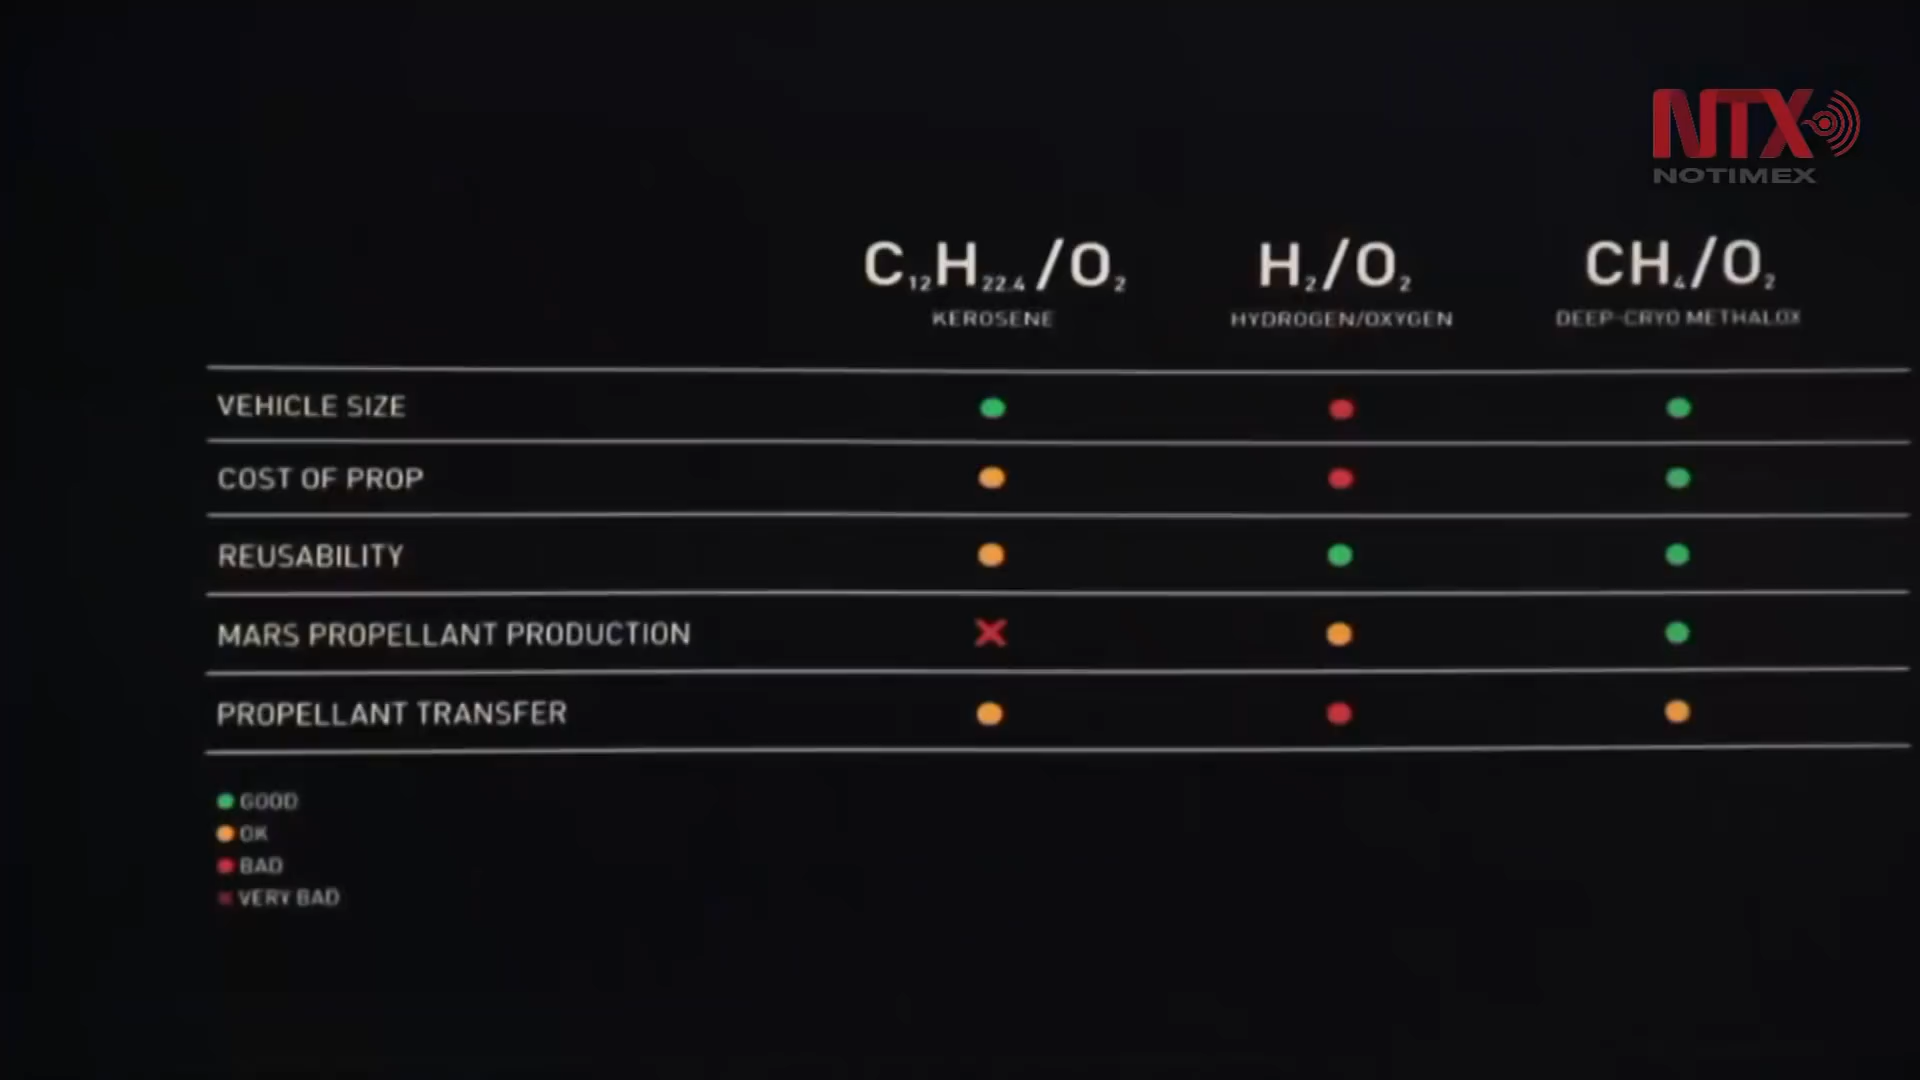 NTX
NOTIMEX
C₁₂H₂₂.₄/O₂ H₂/O₂ CH₄/O₂
KEROSENE HYDROGEN/OXYGEN DEEP-CRYO METHALOX
VEHICLE SIZE
COST OF PROP
REUSABILITY
MARS PROPELLANT PRODUCTION
PROPELLANT TRANSFER
GOOD
OK
BAD
VERY BAD